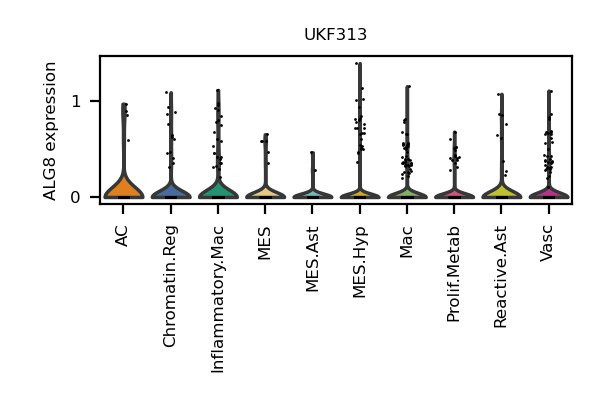 UKF313
ALG8 expression
1
0
AC
Chromatin.Reg
Inflammatory.Mac
MES
MES.Ast
MES.Hyp
Mac
Prolif.Metab
Reactive.Ast
Vasc